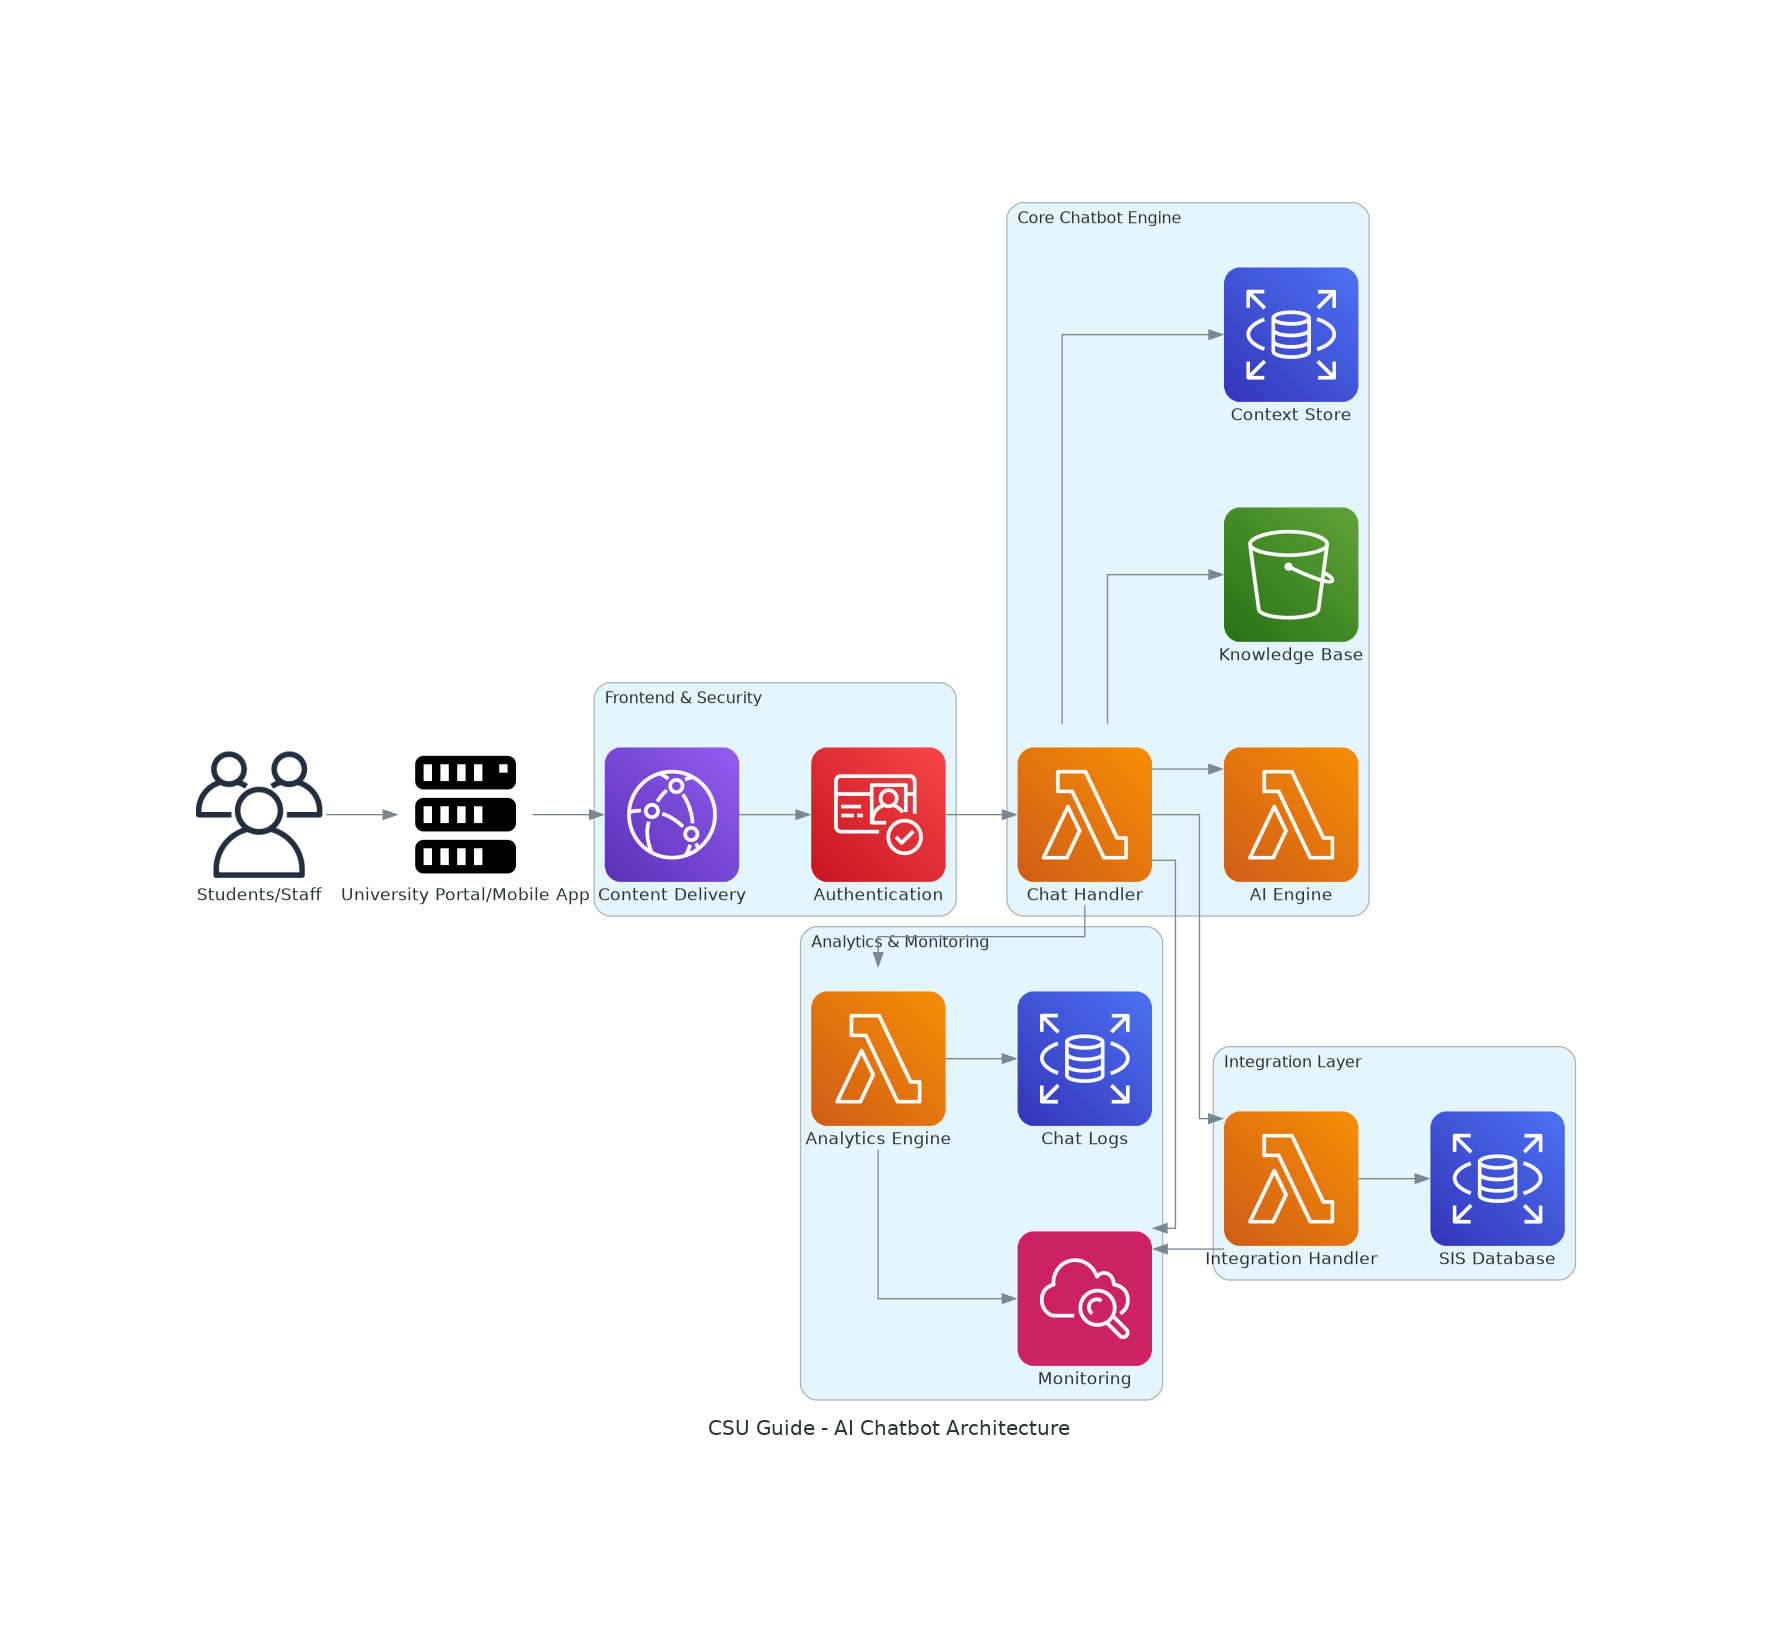 Core Chatbot Engine
Context Store
Knowledge Base
Frontend & Security
Students/Staff
University Portal/Mobile App
Content Delivery
Authentication
Chat Handler
AI Engine
Analytics & Monitoring
Analytics Engine
Chat Logs
Integration Layer
Integration Handler
SIS Database
Monitoring
CSU Guide - AI Chatbot Architecture